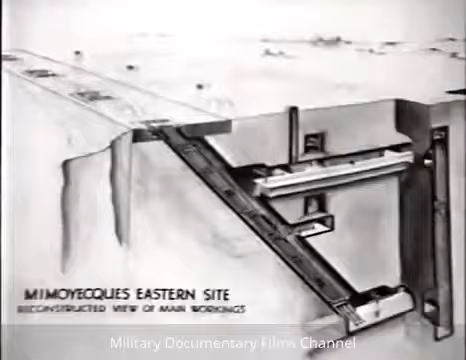 MIMOYECQUES EASTERN SITE
RECONSTRUCTED VIEW OF MAIN WORKINGS
Military Documentary Films Channel